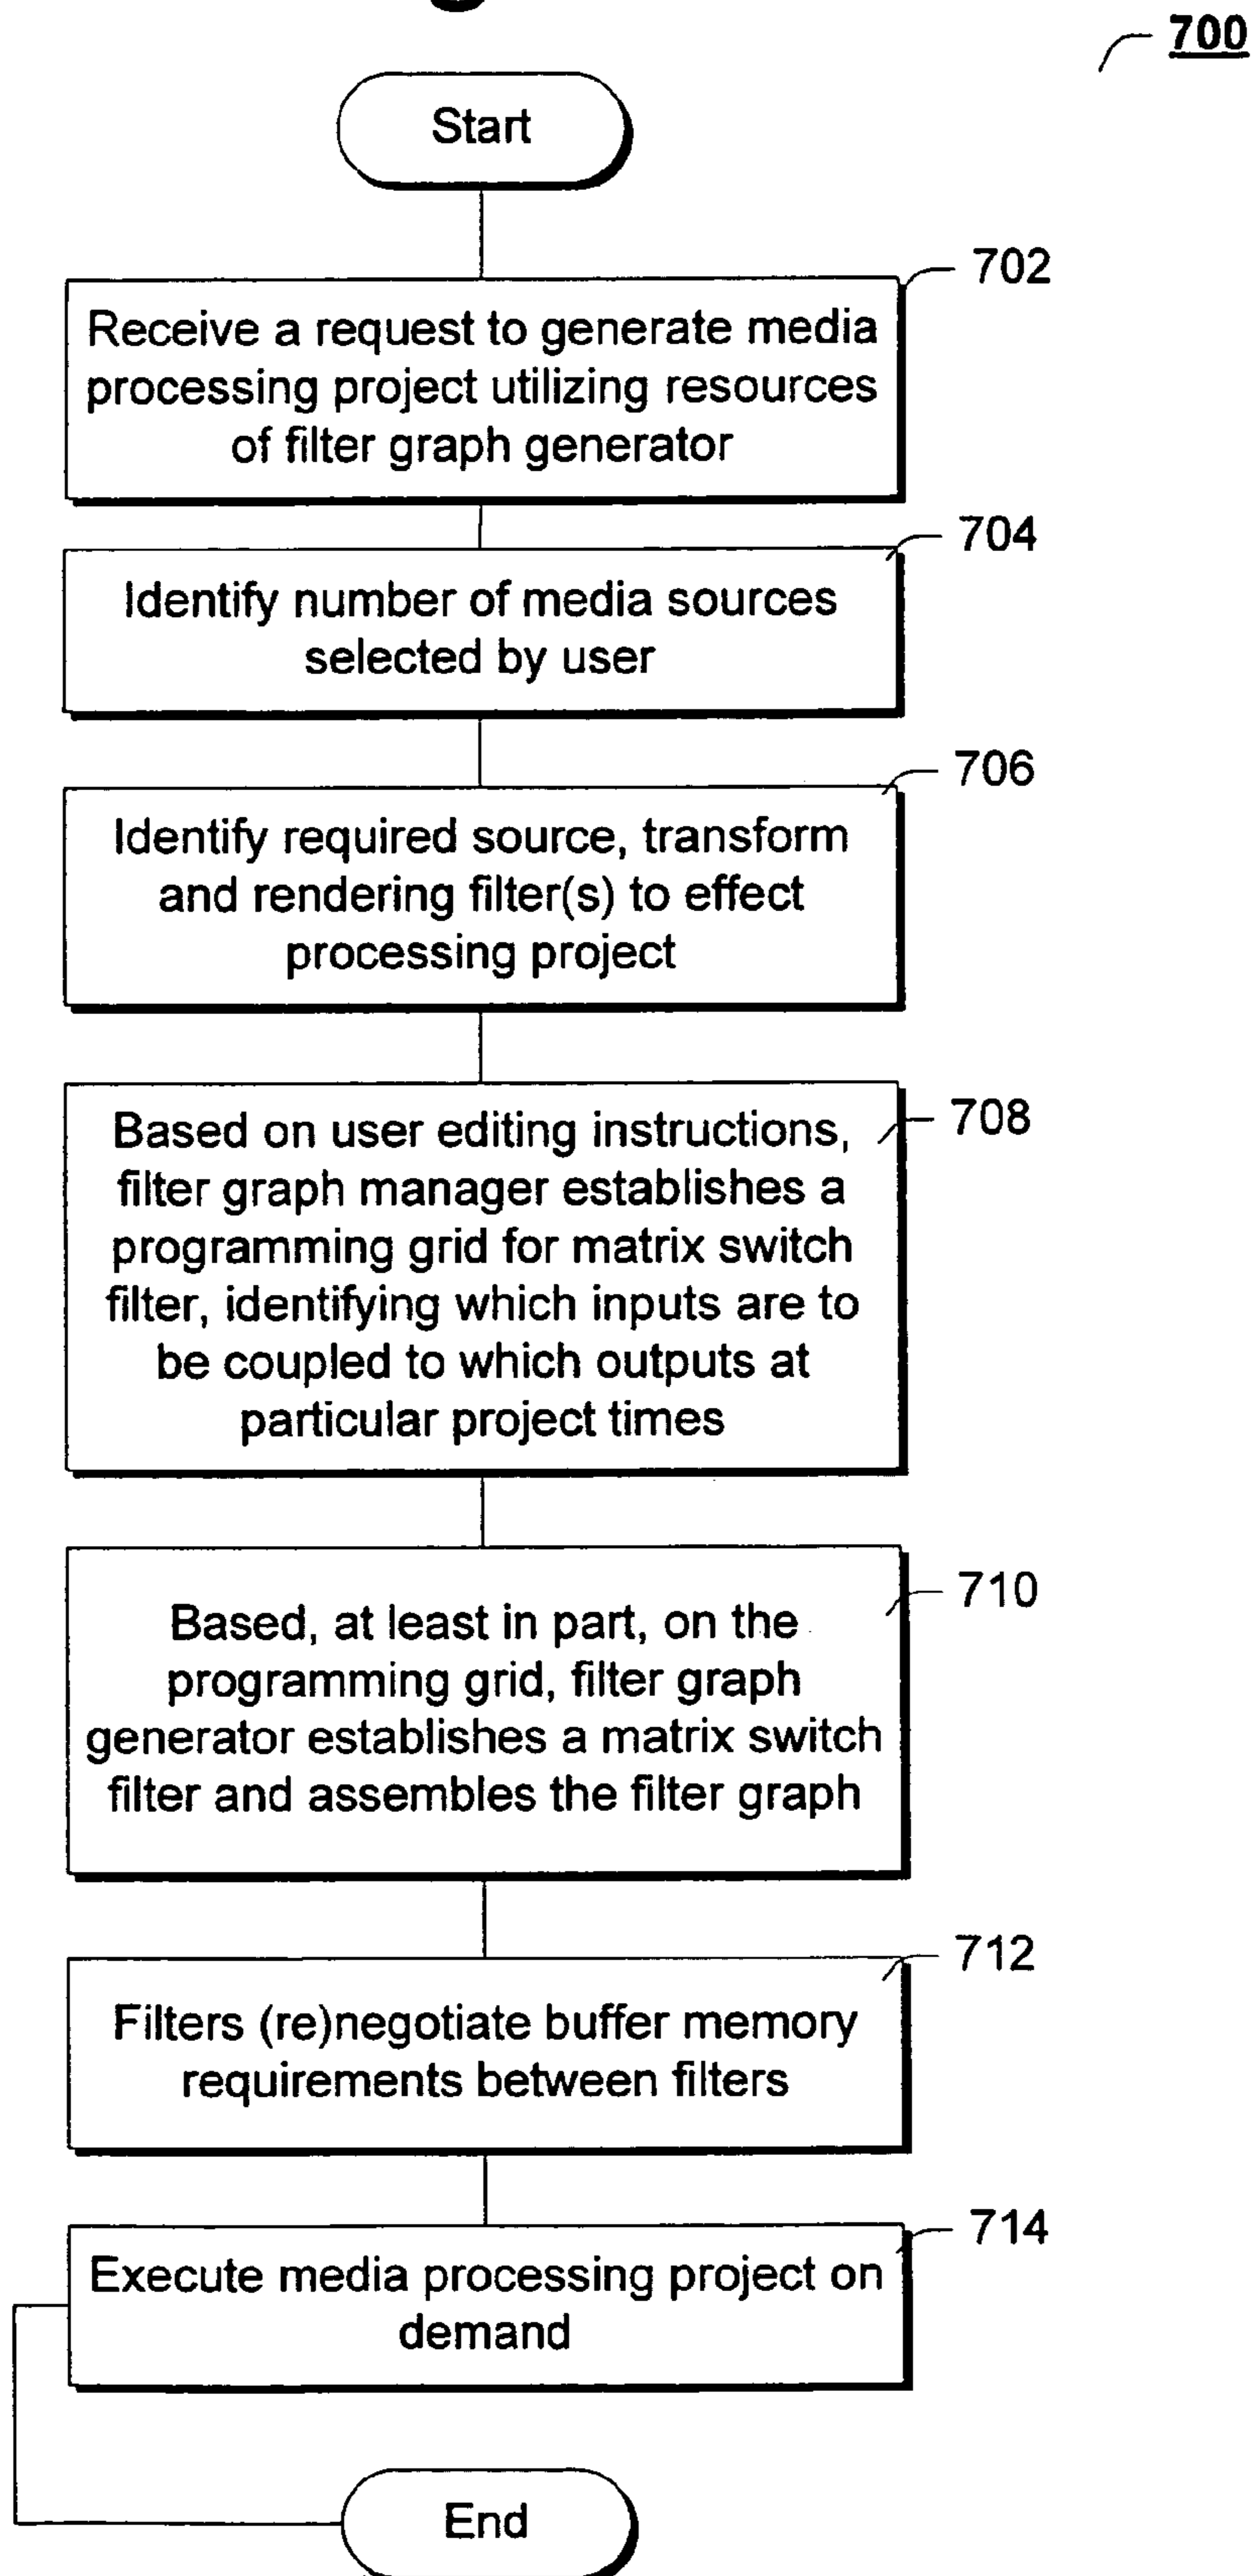 700
Start
702
Receive a request to generate media
processing project utilizing resources
of filter graph generator
704
Identify number of media sources
selected by user
706
Identify required source, transform
and rendering filter(s) to effect
processing project
708
Based on user editing instructions,
filter graph manager establishes a
programming grid for matrix switch
filter, identifying which inputs are to
be coupled to which outputs at
particular project times
710
Based, at least in part, on the
programming grid, filter graph
generator establishes a matrix switch
filter and assembles the filter graph
712
Filters (re)negotiate buffer memory
requirements between filters
714
Execute media processing project on
demand
End